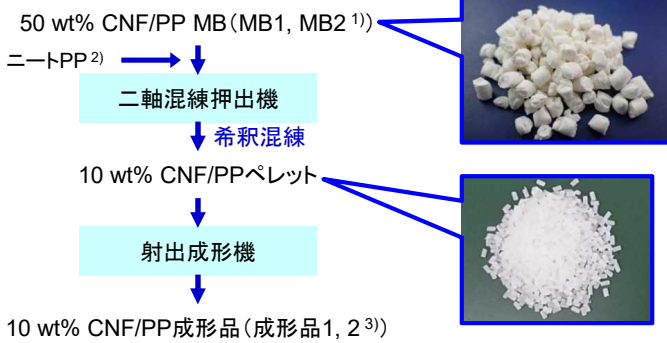 50 wt% CNF/PP MB（MB1, MB2 1)）
ニートPP 2)
二軸混練押出機
希釈混練
10 wt% CNF/PPペレット
射出成形機
10 wt% CNF/PP成形品（成形品1, 2 3)）